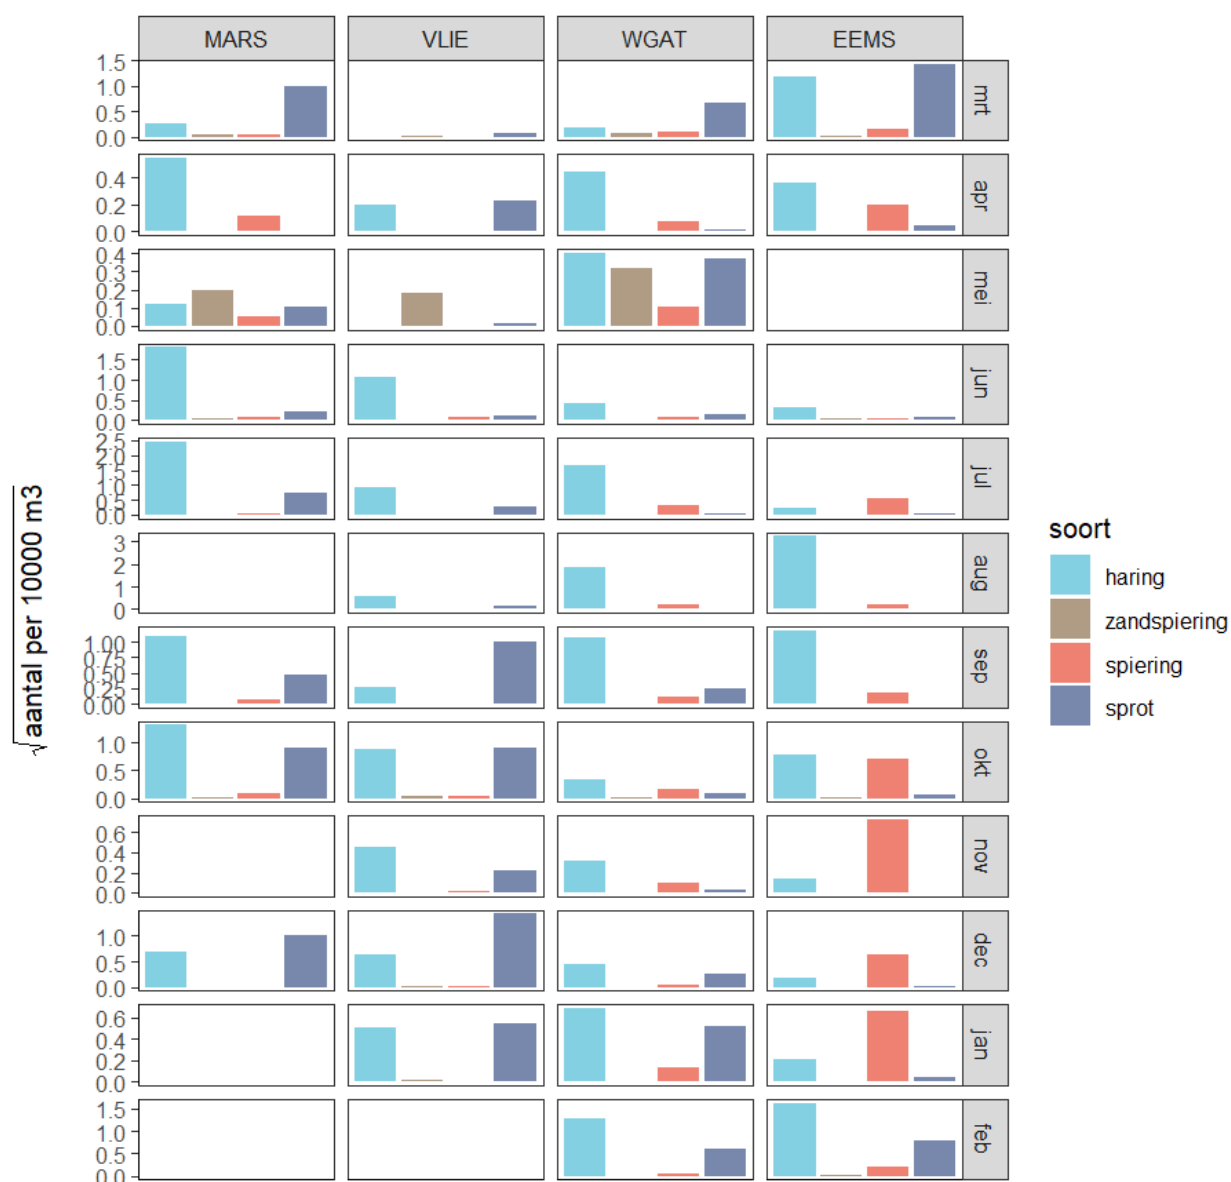 MARS VLIE WGAT EEMS
1.5
1.0
0.5
0.0
mrt
0.4
0.2
0.0
apr
0.4
0.3
0.2
0.1
0.0
mei
1.5
1.0
0.5
0.0
jun
2.5
2.0
1.5
1.0
0.5
0.0
jul
3
2
1
0
aug
1.00
0.75
0.50
0.25
0.00
sep
1.0
0.5
0.0
okt
0.6
0.4
0.2
0.0
nov
1.0
0.5
0.0
dec
0.6
0.4
0.2
0.0
jan
1.5
1.0
0.5
0.0
feb
√aantal per 10000 m3
soort
haring
zandspiering
spiering
sprot